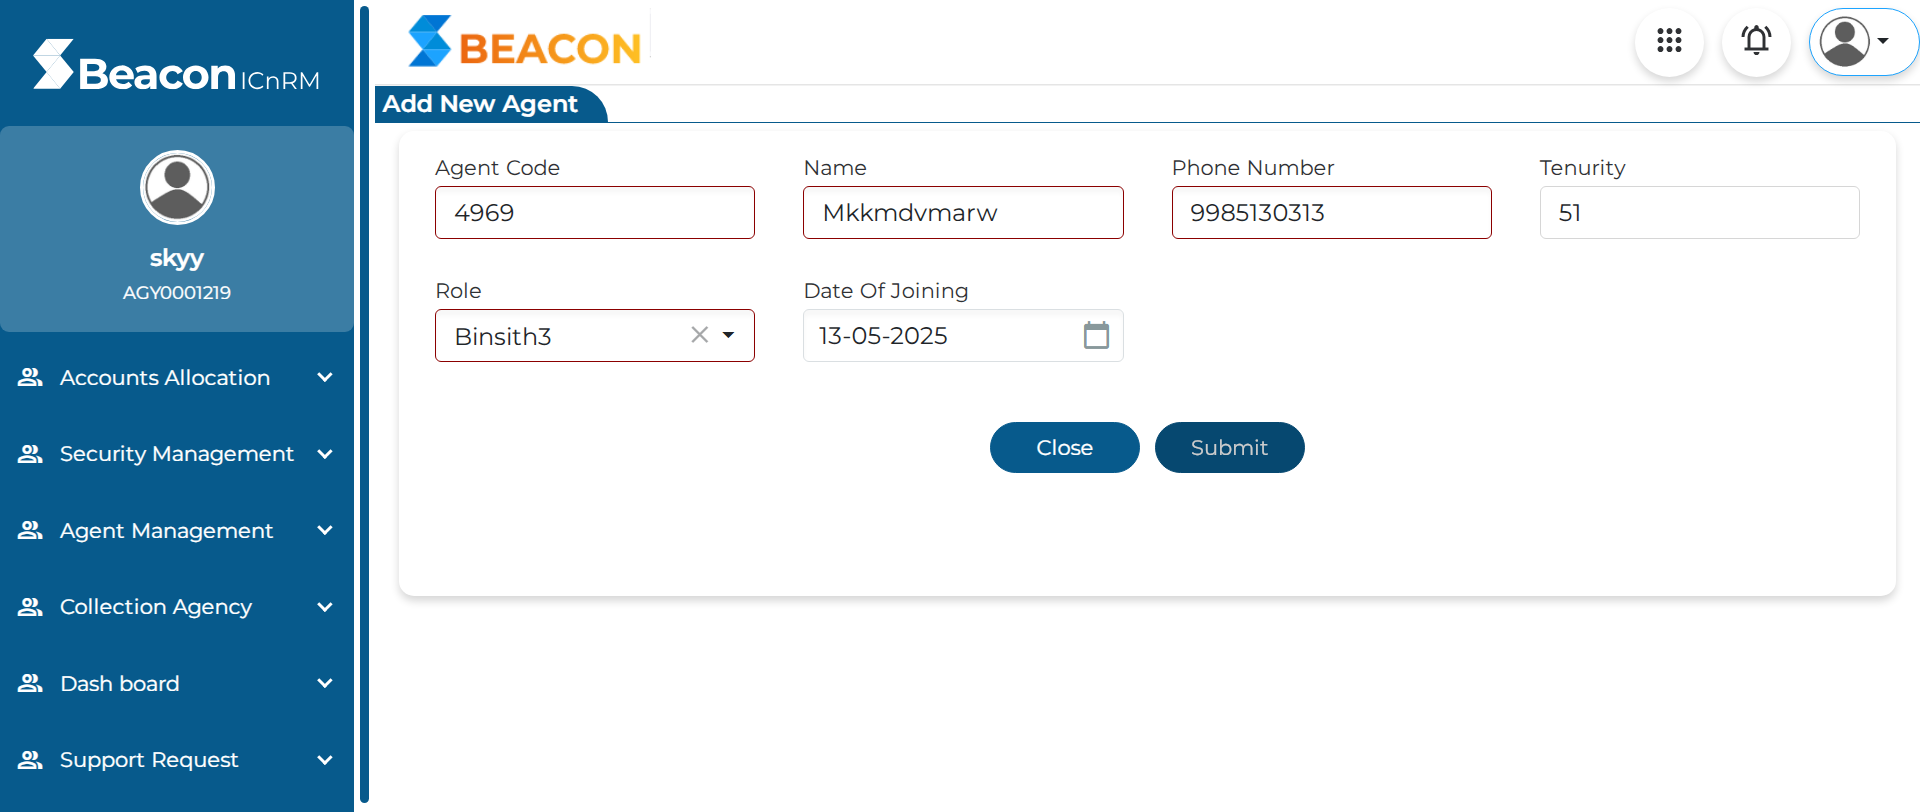 Beacon ICnRM
skyy
AGY0001219
Accounts Allocation
Security Management
Agent Management
Collection Agency
Dash board
Support Request
BEACON
Add New Agent
Agent Code
Name
Phone Number
Tenurity
4969
Mkkmdvmarw
9985130313
51
Role
Date Of Joining
Binsith3
13-05-2025
Close
Submit